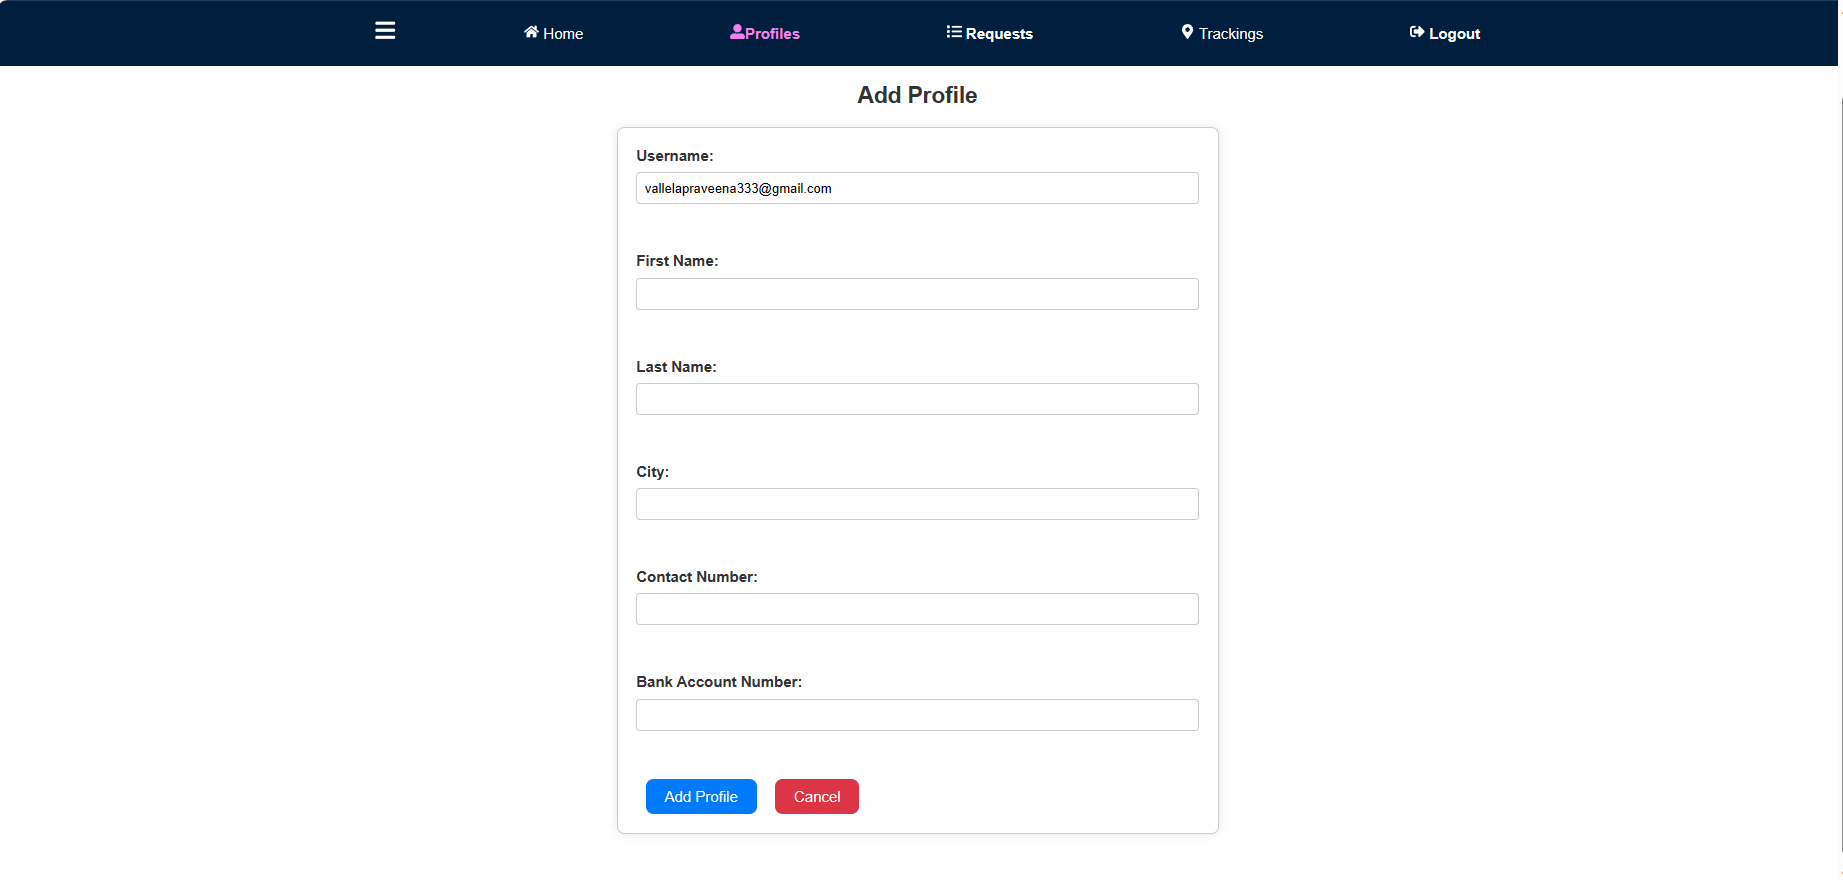 Home Profiles Requests Trackings Logout
Add Profile
Username:
vallelapraveena333@gmail.com
First Name:
Last Name:
City:
Contact Number:
Bank Account Number:
Add Profile Cancel